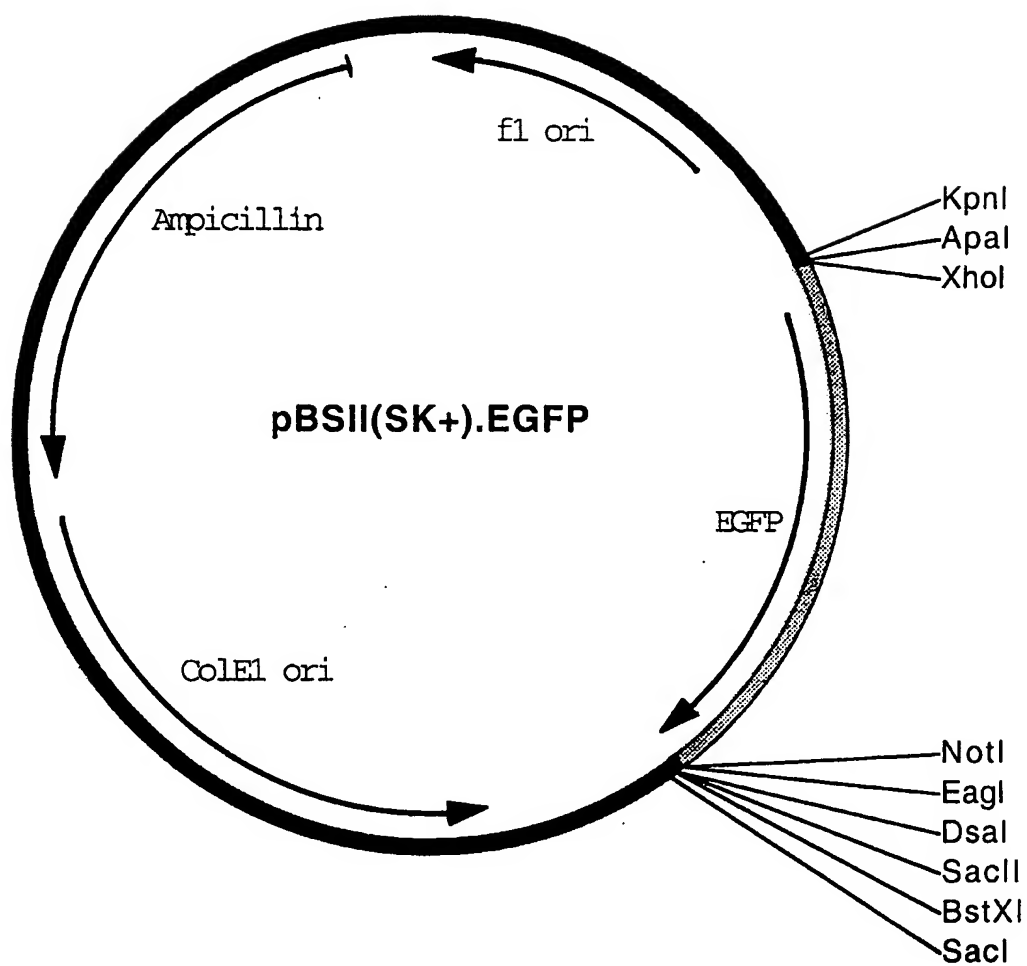 f1 ori
Ampicillin
KpnI
ApaI
XhoI
pBSII(SK+).EGFP
EGFP
ColE1 ori
NotI
EagI
DsaI
SacII
BstXI
SacI